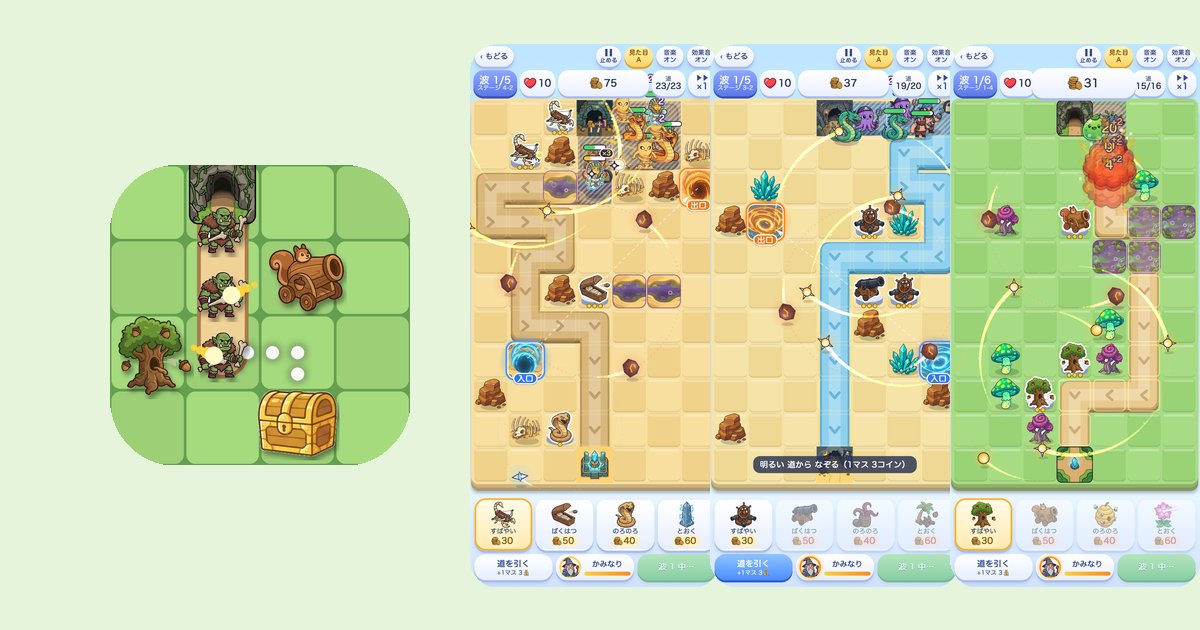 ‹ もどる
止める
見た目
A
音楽
オン
効果音
オン
波 1/5
ステージ 4-2
10
75
道
23/23
×1
出口
入口
すばやい
30
ばくはつ
50
のろのろ
40
とおく
60
道を引く
+1マス 3
かみなり
波 1 中…
‹ もどる
止める
見た目
A
音楽
オン
効果音
オン
波 1/5
ステージ 3-2
10
37
道
19/20
×1
出口
入口
明るい 道から なぞる（1マス 3コイン）
すばやい
30
ばくはつ
50
のろのろ
40
とおく
60
道を引く
+1マス 3
かみなり
波 1 中…
‹ もどる
止める
見た目
A
音楽
オン
効果音
オン
波 1/6
ステージ 1-4
10
31
道
15/16
×1
すばやい
30
ばくはつ
50
のろのろ
40
とおく
60
道を引く
+1マス 3
かみなり
波 1 中…